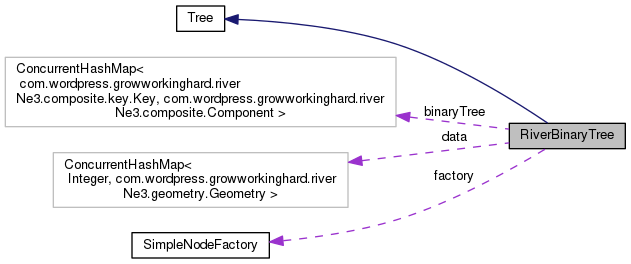 Tree
ConcurrentHashMap<
com.wordpress.growworkinghard.river
Ne3.composite.key.Key, com.wordpress.growworkinghard.river
Ne3.composite.Component >
binaryTree
RiverBinaryTree
data
ConcurrentHashMap<
Integer, com.wordpress.growworkinghard.river
Ne3.geometry.Geometry >
factory
SimpleNodeFactory